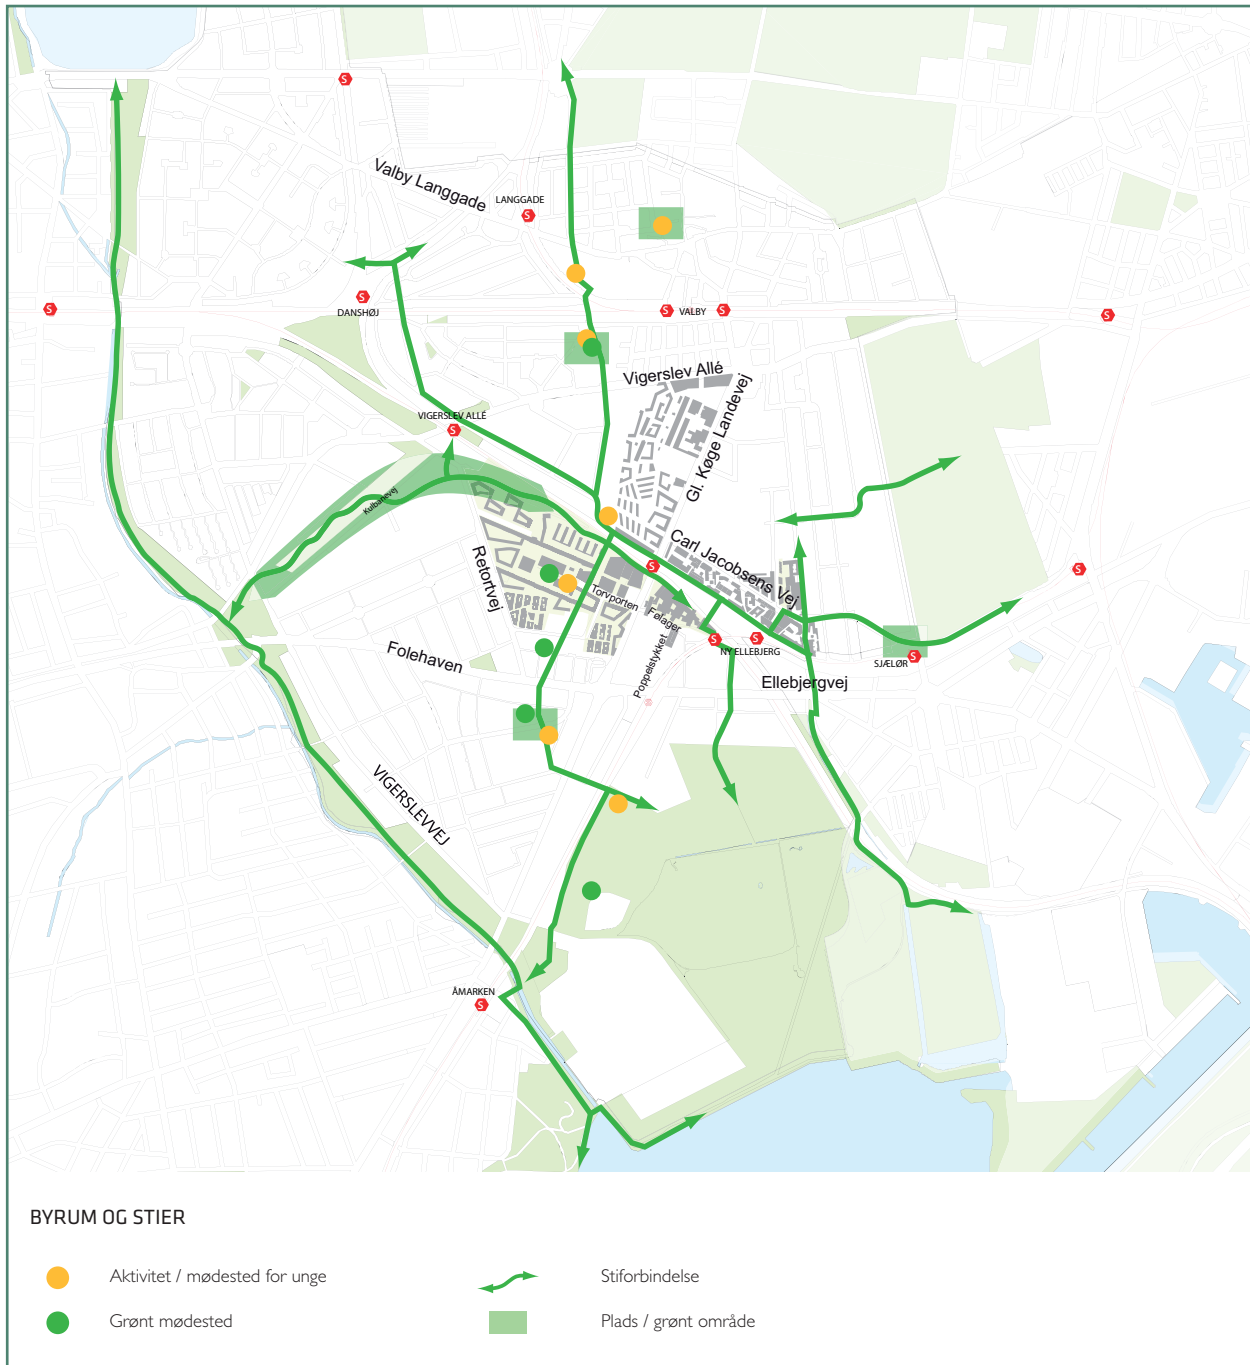 S
Valby Langgade
LANGGADE
S
S
DANSHØJ
S
S VALBY S
S
Vigerslev Allé
VIGERSLEV ALLÉ
S
Gl. Køge Landevej
Kulbanevej
Carl Jacobsens Vej
Retortvej
S
S
Torvporten
Følager
Poppelstykket
S
S
NY ELLEBJERG
Folehaven
SJÆLØR
S
Ellebjergvej
VIGERSLEVVEJ
ÅMARKEN
S
BYRUM OG STIER
Aktivitet / mødested for unge
Stiforbindelse
Grønt mødested
Plads / grønt område